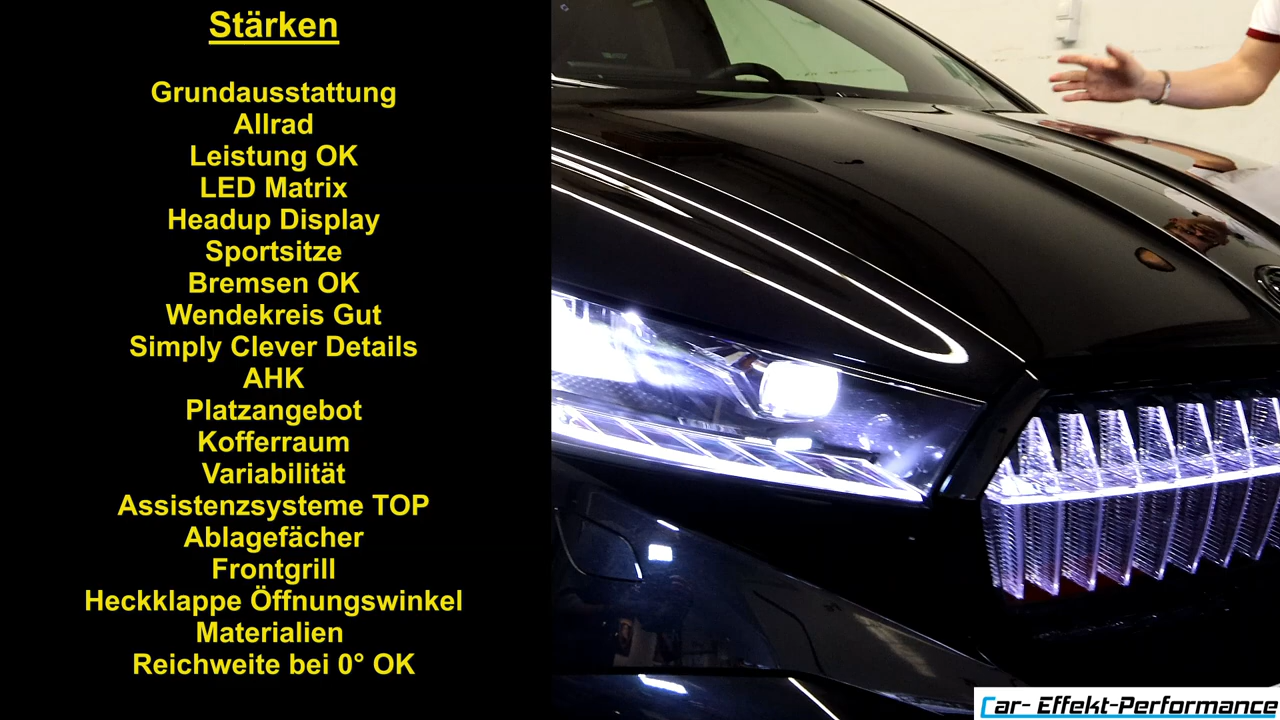 Stärken
Grundausstattung
Allrad
Leistung OK
LED Matrix
Headup Display
Sportsitze
Bremsen OK
Wendekreis Gut
Simply Clever Details
AHK
Platzangebot
Kofferraum
Variabilität
Assistenzsysteme TOP
Ablagefächer
Frontgrill
Heckklappe Öffnungswinkel
Materialien
Reichweite bei 0° OK
Car- Effekt-Performance